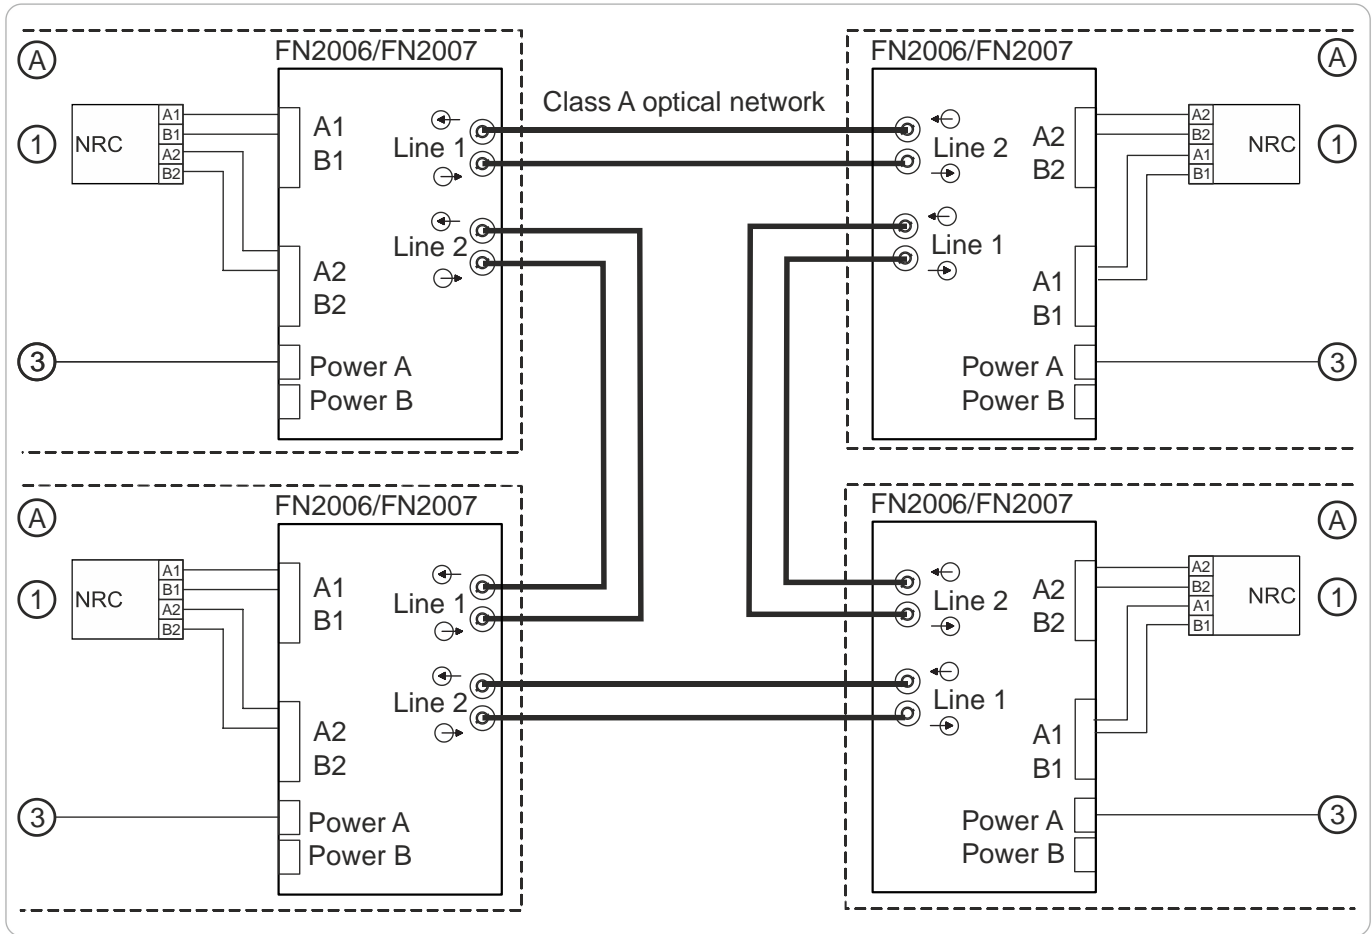 FN2006/FN2007
A
1
NRC
A1
B1
A2
B2
A1
B1
A2
B2
Line 1
Line 2
3
Power A
Power B
Class A optical network
FN2006/FN2007
A
Line 2
Line 1
A2
B2
A1
B1
A2
B2
A1
B1
NRC
1
Power A
Power B
3
FN2006/FN2007
A
1
NRC
A1
B1
A2
B2
A1
B1
A2
B2
Line 1
Line 2
3
Power A
Power B
FN2006/FN2007
A
Line 2
Line 1
A2
B2
A1
B1
A2
B2
A1
B1
NRC
1
Power A
Power B
3